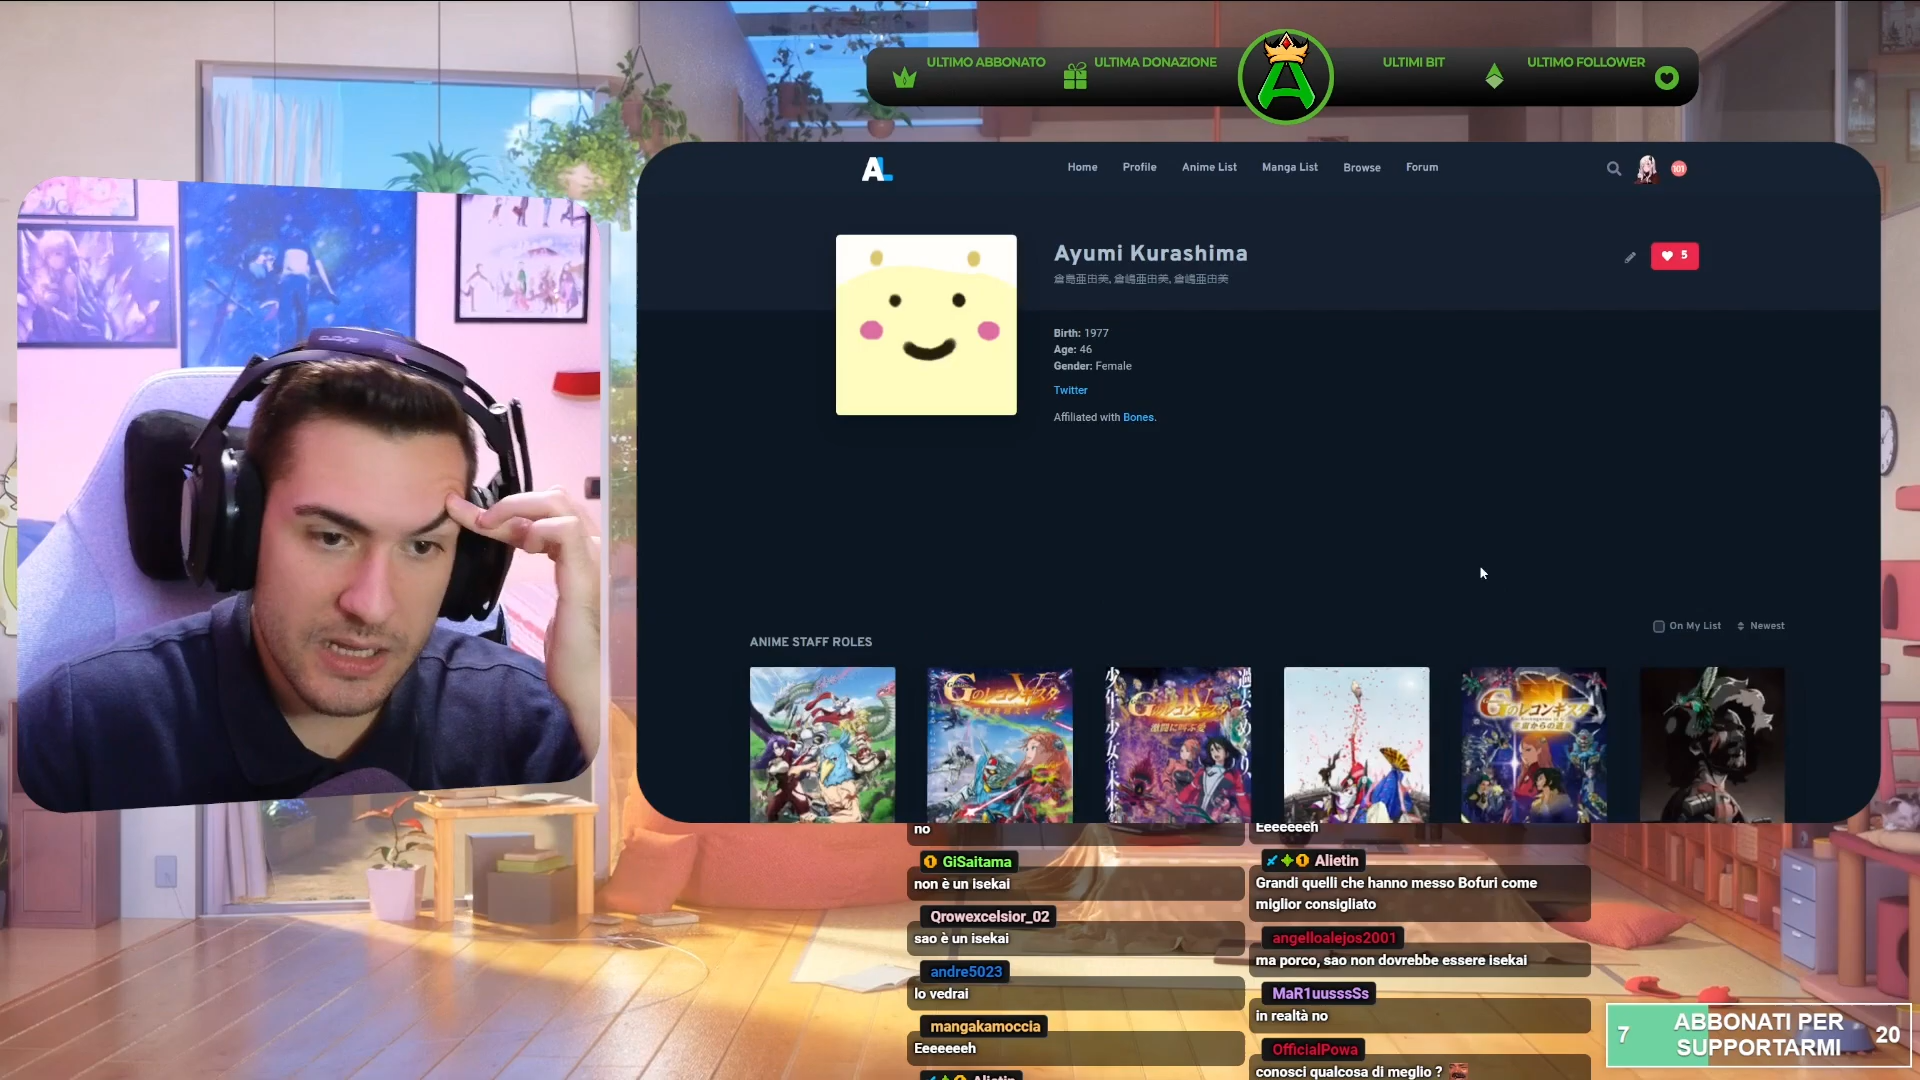 ULTIMO ABBONATO
ULTIMA DONAZIONE
ULTIMI BIT
ULTIMO FOLLOWER
AL
Home
Profile
Anime List
Manga List
Browse
Forum
101
Ayumi Kurashima
5
Birth: 1977
Age: 46
Gender: Female
Twitter
Affiliated with Bones.
On My List
Newest
ANIME STAFF ROLES
no
GiSaitama
non è un isekai
Qrowexcelsior_02
sao è un isekai
andre5023
lo vedrai
mangakamoccia
Eeeeeeh
Alietin
Eeeeeeh
Alietin
Grandi quelli che hanno messo Bofuri come
miglior consigliato
angelloalejos2001
ma porco, sao non dovrebbe essere isekai
MaR1uusssSs
in realtà no
OfficialPowa
conosci qualcosa di meglio ?
7
ABBONATI PER
SUPPORTARMI
20